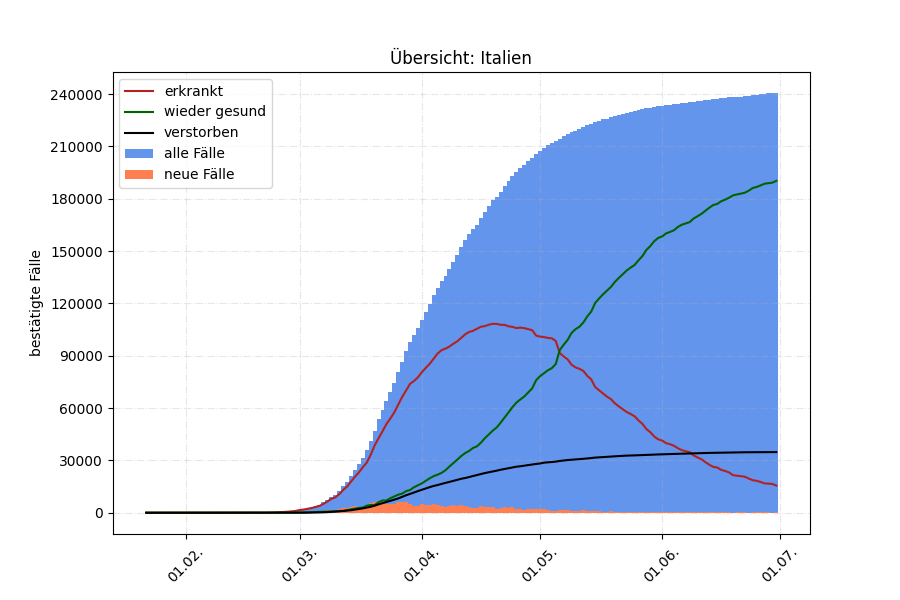 Übersicht: Italien
erkrankt
wieder gesund
verstorben
alle Fälle
neue Fälle
bestätigte Fälle
240000
210000
180000
150000
120000
90000
60000
30000
0
01.02.
01.03.
01.04.
01.05.
01.06.
01.07.